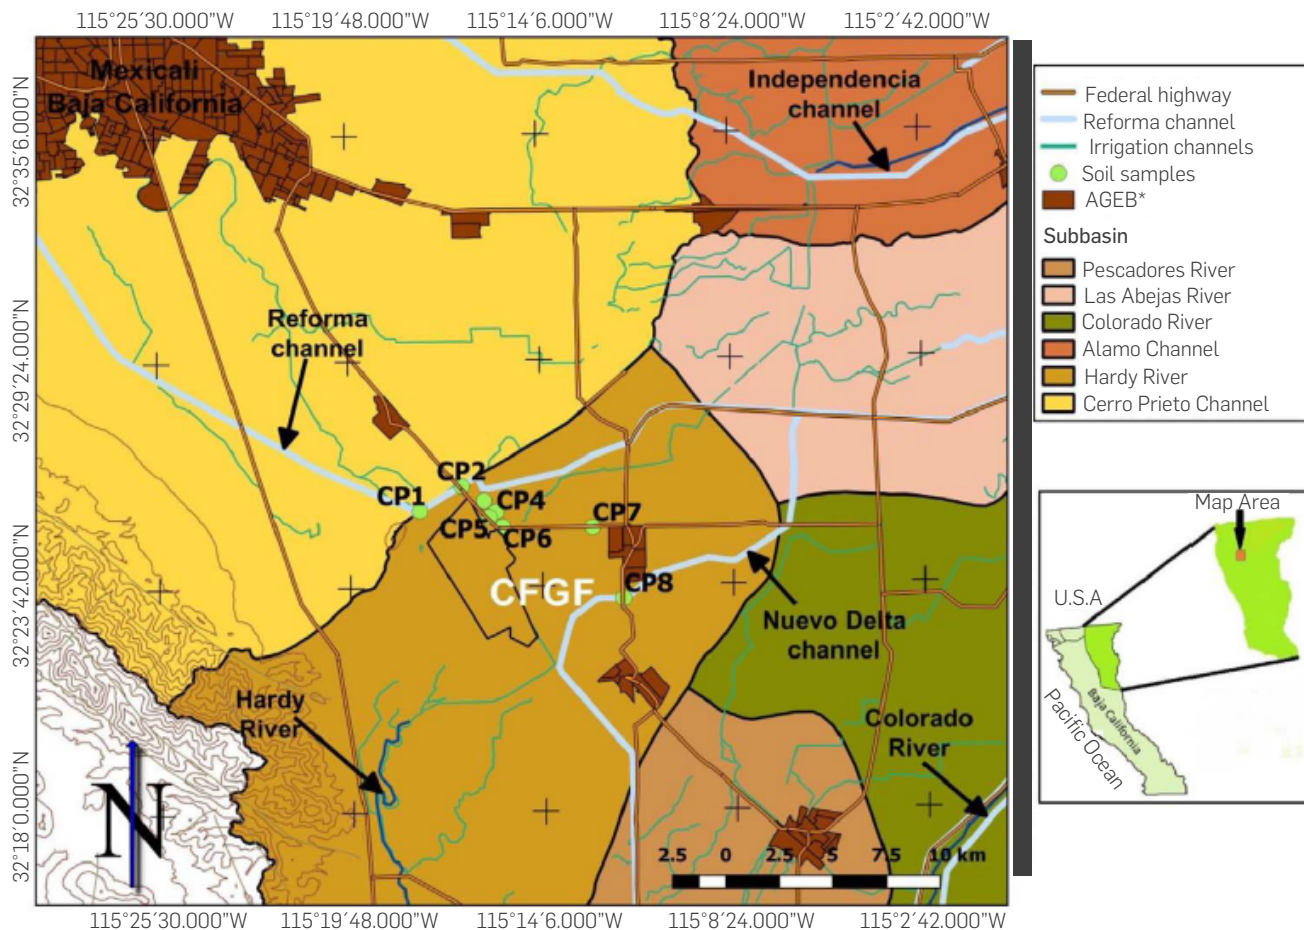 115°25´30.000"W
115°19´48.000"W
115°14´6.000"W
115°8´24.000"W
115°2´42.000"W
32°35´6.000"N
32°29´24.000"N
32°23´42.000"N
32°18´0.000"N
Mexicali
Baja California
Independencia
channel
Reforma
channel
CP2
CP1
CP4
CP5
CP6
CP7
CFGF
CP8
Nuevo Delta
channel
Hardy
River
Colorado
River
N
2.5 0 2.5 5 7.5 10 km
115°25´30.000"W
115°19´48.000"W
115°14´6.000"W
115°8´24.000"W
115°2´42.000"W
Federal highway
Reforma channel
Irrigation channels
Soil samples
AGEB*
Subbasin
Pescadores River
Las Abejas River
Colorado River
Alamo Channel
Hardy River
Cerro Prieto Channel
Map Area
U.S.A
Baja California
Pacific Ocean